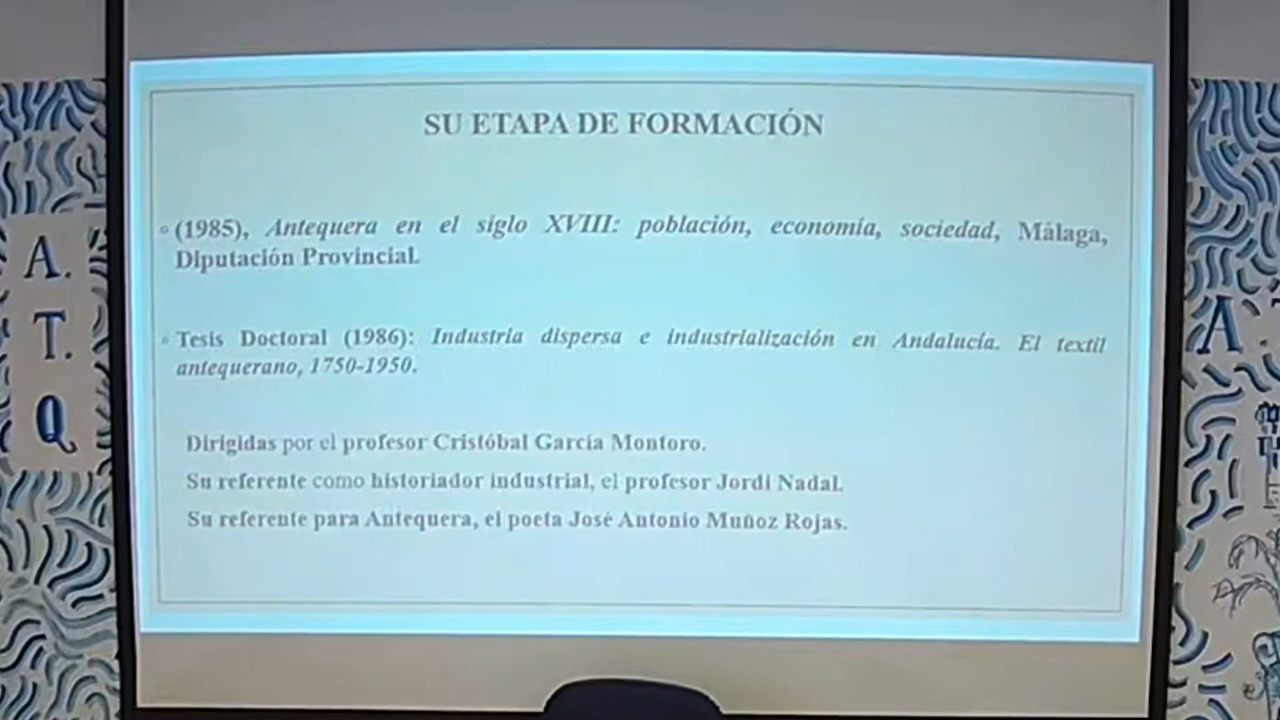 SU ETAPA DE FORMACIÓN
(1985), Antequera en el siglo XVIII: población, economía, sociedad, Málaga,
Diputación Provincial.
Tesis Doctoral (1986): Industria dispersa e industrialización en Andalucía. El textil
antequerano, 1750-1950.
Dirigidas por el profesor Cristóbal García Montoro.
Su referente como historiador industrial, el profesor Jordi Nadal.
Su referente para Antequera, el poeta José Antonio Muñoz Rojas.
A.
T.
Q
A.